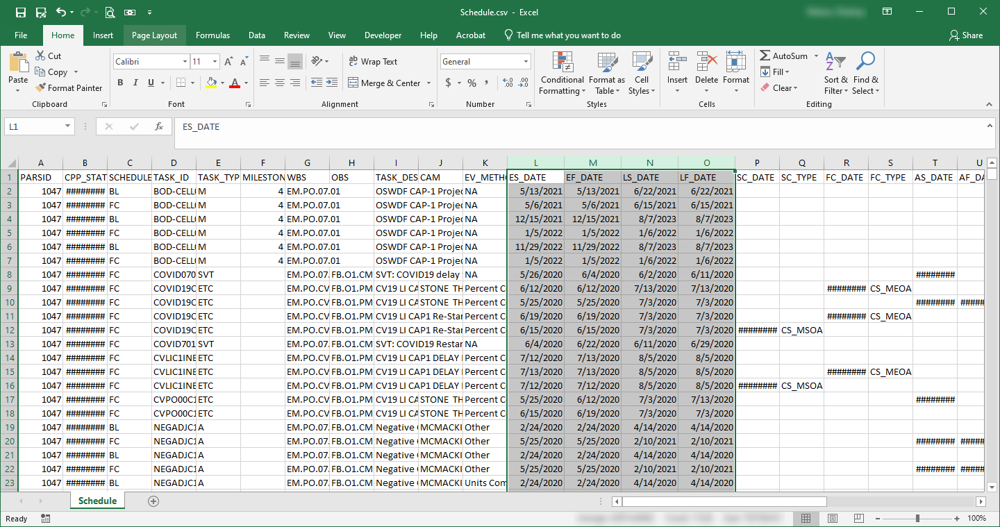 Schedule.csv - Excel
File Home Insert Page Layout Formulas Data Review View Developer Help Acrobat Tell me what you want to do Share
Paste Cut Copy Format Painter Clipboard
Calibri 11 A A B I U A Font
Wrap Text Merge & Center Alignment
General $ % , .00 Number
Conditional Formatting Format as Table Cell Styles Styles
Insert Delete Format Cells
AutoSum Fill Clear Sort & Filter Find & Select Editing
L1 fx ES_DATE
A B C D E F G H I J K L M N O P Q R S T U
1 PARSID CPP_STAT SCHEDULE TASK_ID TASK_TYP MILESTON WBS OBS TASK_DES CAM EV_METHO ES_DATE EF_DATE LS_DATE LF_DATE SC_DATE SC_TYPE FC_DATE FC_TYPE AS_DATE AF_DA
2 1047 ######## BL BOD-CELL M 4 EM.PO.07.01 OSWDF CAP-1 Projec NA 5/13/2021 5/13/2021 6/22/2021 6/22/2021
3 1047 ######## FC BOD-CELL M 4 EM.PO.07.01 OSWDF CAP-1 Projec NA 5/6/2021 5/6/2021 6/15/2021 6/15/2021
4 1047 ######## BL BOD-CELL M 4 EM.PO.07.01 OSWDF CAP-1 Projec NA 12/15/2021 12/15/2021 8/7/2023 8/7/2023
5 1047 ######## FC BOD-CELL M 4 EM.PO.07.01 OSWDF CAP-1 Projec NA 1/5/2022 1/5/2022 1/6/2022 1/6/2022
6 1047 ######## BL BOD-CELL M 4 EM.PO.07.01 OSWDF CAP-1 Projec NA 11/29/2022 11/29/2022 8/7/2023 8/7/2023
7 1047 ######## FC BOD-CELL M 4 EM.PO.07.01 OSWDF CAP-1 Projec NA 1/5/2022 1/5/2022 1/6/2022 1/6/2022
8 1047 ######## FC COVID070 SVT EM.PO.07. FB.O1.CM SVT: COVID19 delay NA 5/26/2020 6/4/2020 6/2/2020 6/11/2020 ########
9 1047 ######## FC COVID19C ETC EM.PO.CV FB.O1.PM CV19 LI CA STONE TH Percent Co 6/12/2020 6/12/2020 7/13/2020 7/13/2020 ######## CS_MEOA
10 1047 ######## FC COVID19C ETC EM.PO.CV FB.O1.PM CV19 LI CA STONE TH Percent Co 5/25/2020 5/25/2020 7/3/2020 7/3/2020 ######## #####
11 1047 ######## FC COVID19C ETC EM.PO.CV FB.O1.PM CV19 LI CAP1 Re-Star Percent Co 6/19/2020 6/19/2020 7/3/2020 7/3/2020 ######## CS_MEOA
12 1047 ######## FC COVID19C ETC EM.PO.CV FB.O1.PM CV19 LI CAP1 Re-Star Percent Co 6/15/2020 6/15/2020 7/3/2020 7/3/2020 ######## CS_MSOA
13 1047 ######## FC COVID701 SVT EM.PO.07. FB.O1.CM SVT: COVID19 Restar NA 6/4/2020 6/22/2020 6/11/2020 6/29/2020
14 1047 ######## FC CVLIC1INE ETC EM.PO.CV FB.O1.PM CV19 LI CAP1 DELAY Percent Co 7/12/2020 7/13/2020 8/5/2020 8/5/2020
15 1047 ######## FC CVLIC1INE ETC EM.PO.CV FB.O1.PM CV19 LI CAP1 DELAY Percent Co 7/13/2020 7/13/2020 8/5/2020 8/5/2020 ######## CS_MEOA
16 1047 ######## FC CVLIC1INE ETC EM.PO.CV FB.O1.PM CV19 LI CAP1 DELAY Percent Co 7/12/2020 7/12/2020 8/5/2020 8/5/2020 ######## CS_MSOA
17 1047 ######## FC CVPO00C1 ETC EM.PO.CV FB.O1.PM CV19 LI CA STONE TH Percent Co 5/25/2020 6/12/2020 7/3/2020 7/13/2020 ########
18 1047 ######## FC CVPO00C1 ETC EM.PO.CV FB.O1.PM CV19 LI CA STONE TH Percent Co 6/15/2020 6/19/2020 7/3/2020 7/3/2020
19 1047 ######## BL NEGADJC1 A EM.PO.07. FB.O1.CM Negative MCMACKI Other 2/24/2020 2/24/2020 4/14/2020 4/14/2020
20 1047 ######## FC NEGADJC1 A EM.PO.07. FB.O1.CM Negative MCMACKI Other 5/25/2020 5/25/2020 2/10/2021 2/10/2021 ######## #####
21 1047 ######## BL NEGADJC1 A EM.PO.07. FB.O1.CM Negative MCMACKI Other 2/24/2020 2/24/2020 4/14/2020 4/14/2020
22 1047 ######## FC NEGADJC1 A EM.PO.07. FB.O1.CM Negative MCMACKI Other 5/25/2020 5/25/2020 2/10/2021 2/10/2021 ######## #####
23 1047 ######## BL NEGADJC1 A EM.PO.07. FB.O1.CM Negative MCMACKI Units Com 2/24/2020 2/24/2020 4/14/2020 4/14/2020
Schedule
Ready 100%